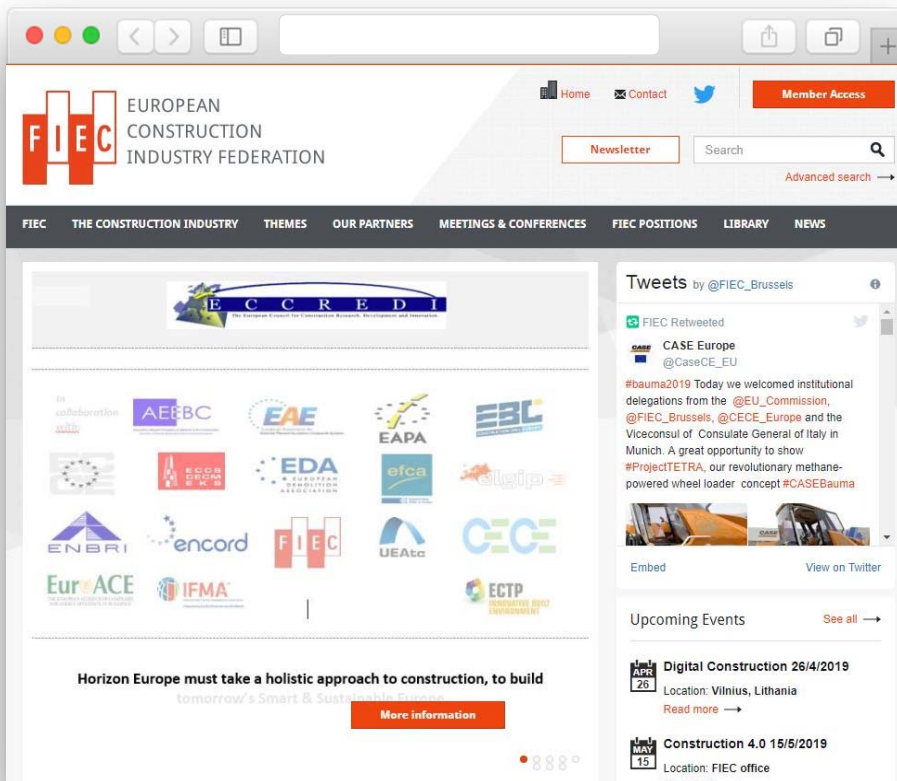 FIEC
EUROPEAN
CONSTRUCTION
INDUSTRY FEDERATION
Home
Contact
Member Access
Newsletter
Search
Advanced search
FIEC THE CONSTRUCTION INDUSTRY THEMES OUR PARTNERS MEETINGS & CONFERENCES FIEC POSITIONS LIBRARY NEWS
ECCREDI
The European Council for Construction Research, Development and Innovation
in
collaboration
with:
AEEBC
EAE
EAPA
EBC
ECCS
CECM
EKS
EDA
EUROPEAN
DEMOLITION
ASSOCIATION
efca
elgip
ENBRI
encord
FIEC
UEAtc
CECE
EuroACE
IFMA
ECTP
INNOVATIVE BUILT
ENVIRONMENT
Horizon Europe must take a holistic approach to construction, to build
tomorrow's Smart & Sustainable Europe
More information
Tweets by @FIEC_Brussels
FIEC Retweeted
CASE
CASE Europe
@CaseCE_EU
#bauma2019 Today we welcomed institutional
delegations from the @EU_Commission,
@FIEC_Brussels, @CECE_Europe and the
Viceconsul of Consulate General of Italy in
Munich. A great opportunity to show
#ProjectTETRA, our revolutionary methane-
powered wheel loader concept #CASEBauma
CASE
Embed
View on Twitter
Upcoming Events
See all
APR
26
Digital Construction 26/4/2019
Location: Vilnius, Lithania
Read more
MAY
15
Construction 4.0 15/5/2019
Location: FIEC office